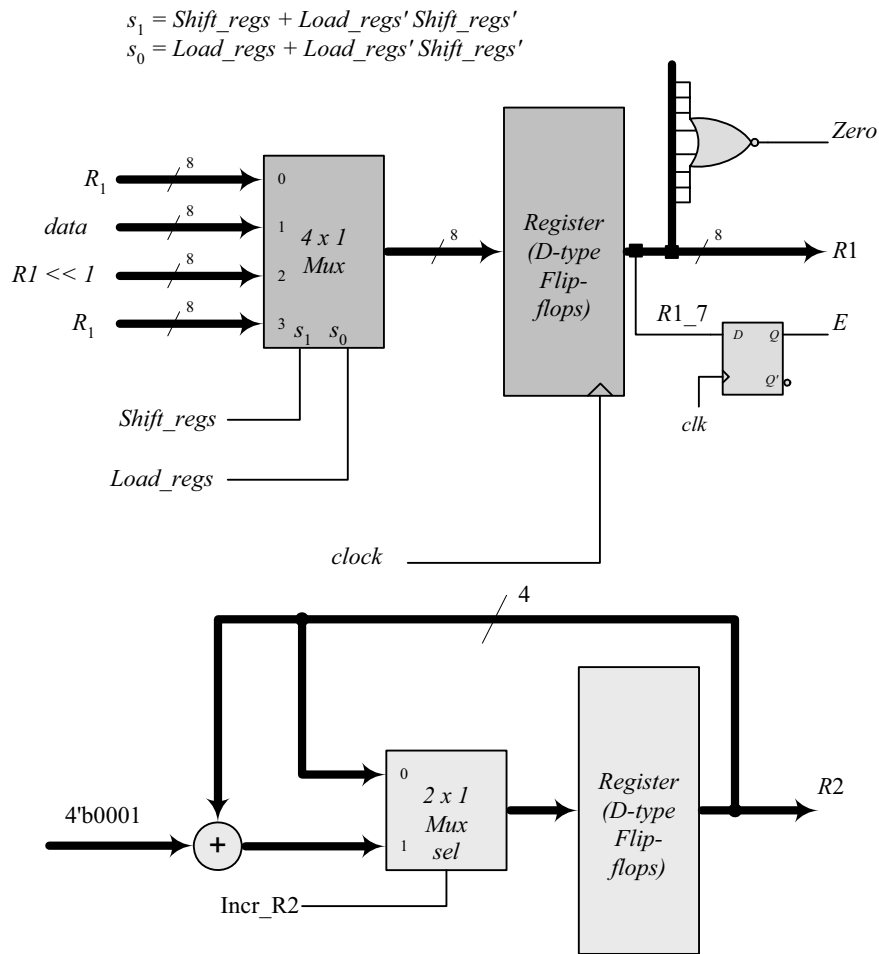 s1 = Shift_regs + Load_regs' Shift_regs'
s0 = Load_regs + Load_regs' Shift_regs'
Zero
R1
8
0
data
8
1
4 x 1
Mux
8
Register
(D-type
Flip-
flops)
8
R1
R1 << 1
8
2
R1
8
3
s1 s0
R1_7
D
Q
E
Q'
clk
Shift_regs
Load_regs
clock
4
0
2 x 1
Mux
sel
1
Register
(D-type
Flip-
flops)
R2
4'b0001
+
Incr_R2